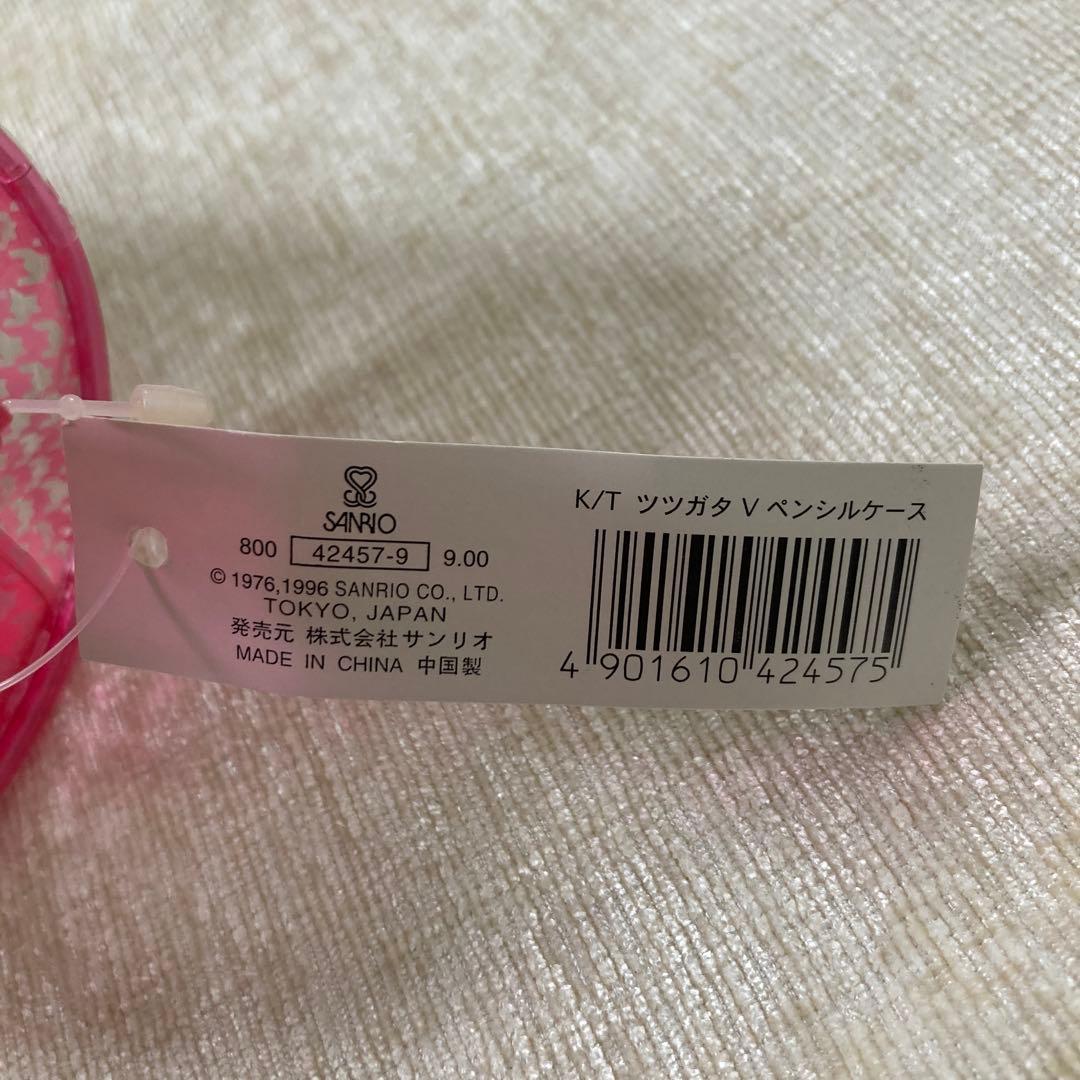 SANRIO
800 42457-9 9.00
© 1976,1996 SANRIO CO., LTD.
TOKYO, JAPAN
発売元 株式会社サンリオ
MADE IN CHINA 中国製
K/T ツツガタ V ペンシルケース
4 901610 424575